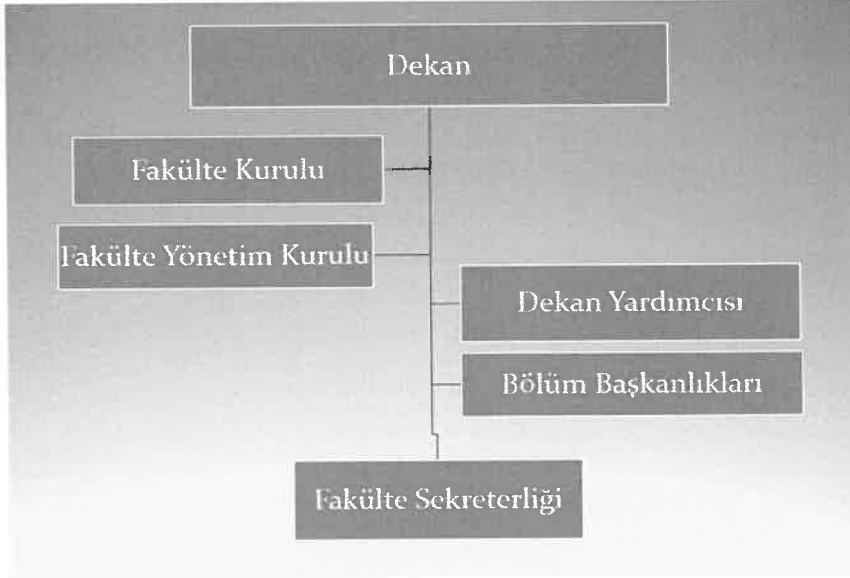 Dekan
Fakülte Kurulu
Fakülte Yönetim Kurulu
Dekan Yardımcısı
Bölüm Başkanlıkları
Fakülte Sekreterliği